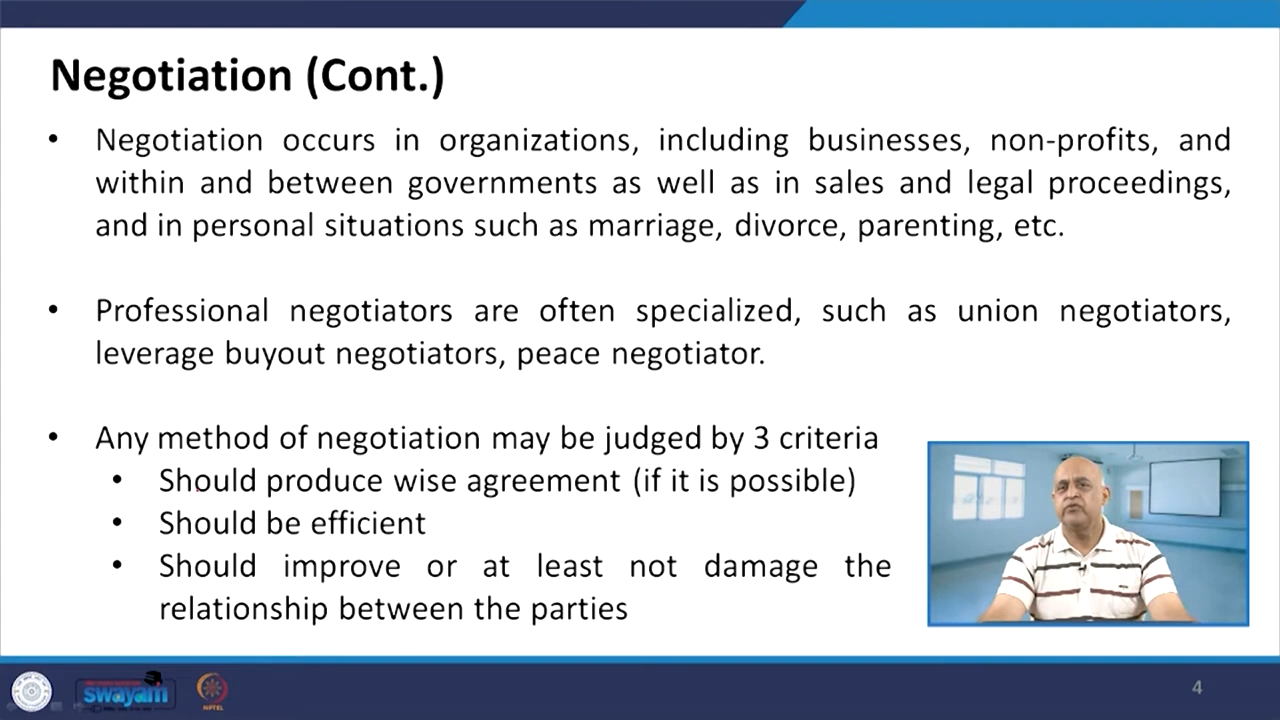 Negotiation (Cont.)
• Negotiation occurs in organizations, including businesses, non-profits, and
within and between governments as well as in sales and legal proceedings,
and in personal situations such as marriage, divorce, parenting, etc.
• Professional negotiators are often specialized, such as union negotiators,
leverage buyout negotiators, peace negotiator.
• Any method of negotiation may be judged by 3 criteria
• Should produce wise agreement (if it is possible)
• Should be efficient
• Should improve or at least not damage the
relationship between the parties
swayam
NPTEL
4